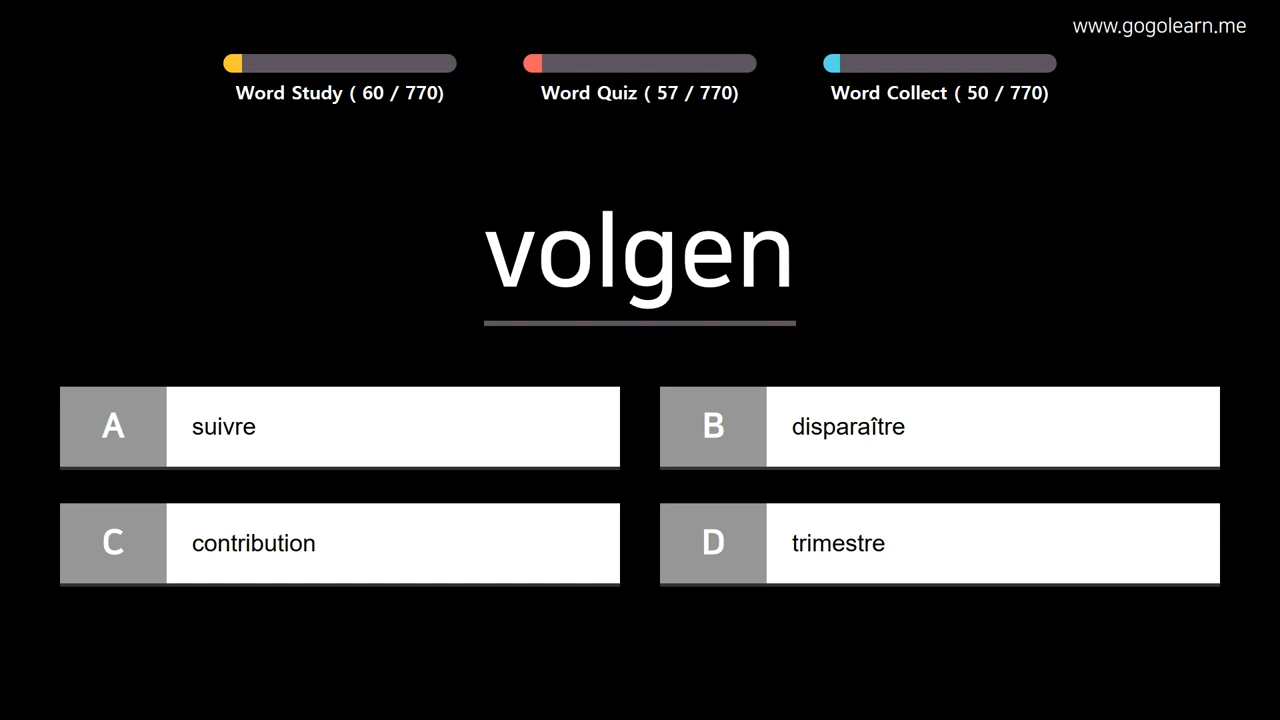 www.gogolearn.me
Word Study ( 60 / 770)
Word Quiz ( 57 / 770)
Word Collect ( 50 / 770)
volgen
A suivre
B disparaître
C contribution
D trimestre